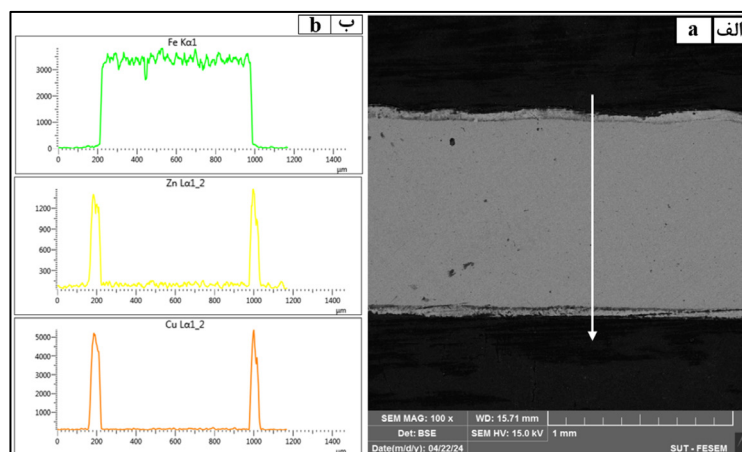 b ب
Fe Kα1
3000
2000
1000
0
0 200 400 600 800 1000 1200 1400
µm
Zn Lα1_2
1200
900
600
300
0 200 400 600 800 1000 1200 1400
µm
Cu Lα1_2
5000
4000
3000
2000
1000
0 200 400 600 800 1000 1200 1400
µm
a الف
SEM MAG: 100 x WD: 15.71 mm
Det: BSE SEM HV: 15.0 kV 1 mm
Date(m/d/y): 04/22/24 SUT - FESEM